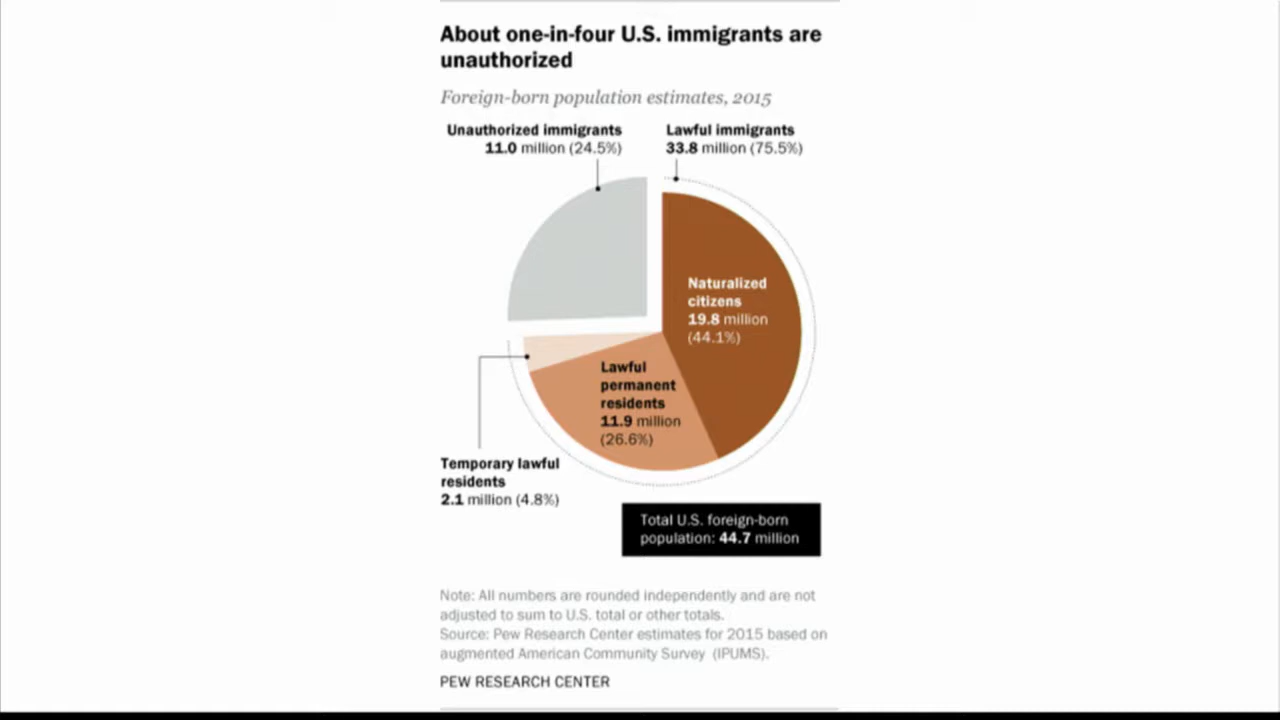 About one-in-four U.S. immigrants are
unauthorized
Foreign-born population estimates, 2015
Unauthorized immigrants
11.0 million (24.5%)
Lawful immigrants
33.8 million (75.5%)
Naturalized
citizens
19.8 million
(44.1%)
Lawful
permanent
residents
11.9 million
(26.6%)
Temporary lawful
residents
2.1 million (4.8%)
Total U.S. foreign-born
population: 44.7 million
Note: All numbers are rounded independently and are not
adjusted to sum to U.S. total or other totals.
Source: Pew Research Center estimates for 2015 based on
augmented American Community Survey (IPUMS).
PEW RESEARCH CENTER